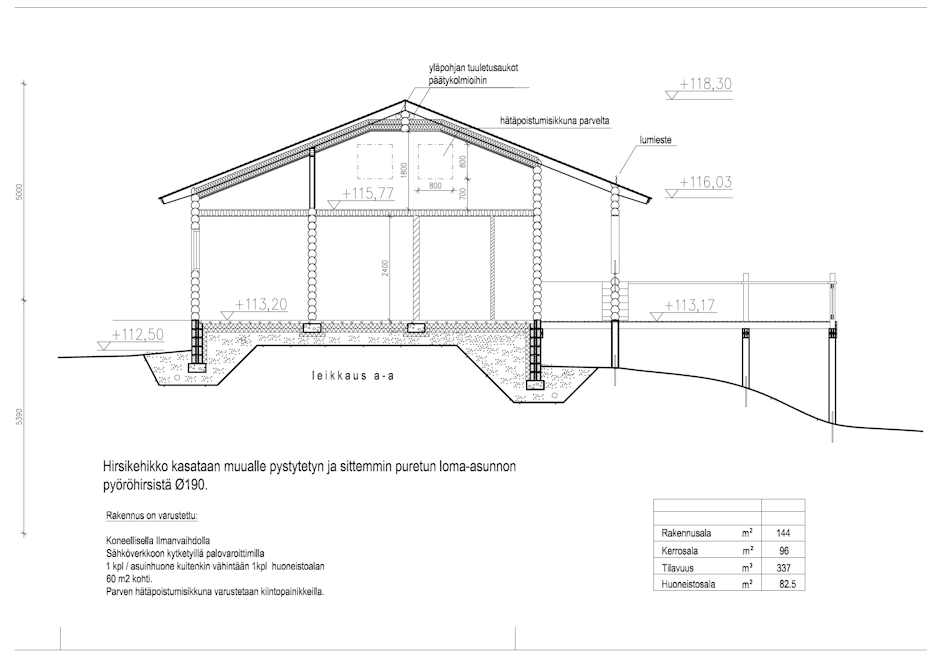 yläpohjan tuuletusaukot
päätykolmioihin
+118,30
hätäpoistumisikkuna parvelta
lumieste
5000
1800
800
800
700
+116,03
+115,77
2400
+113,20
+113,17
+112,50
leikkaus a-a
5390
Hirsikehikko kasataan muualle pystytetyn ja sittemmin puretun loma-asunnon
pyöröhirsistä Ø190.
Rakennus on varustettu:
Koneellisella Ilmanvaihdolla
Sähköverkkoon kytketyillä palovaroittimilla
1 kpl / asuinhuone kuitenkin vähintään 1kpl huoneistoalan
60 m2 kohti.
Parven hätäpoistumisikkuna varustetaan kiintopainikkeilla.
Rakennusala m² 144
Kerrosala m² 96
Tilavuus m³ 337
Huoneistosala m² 82.5